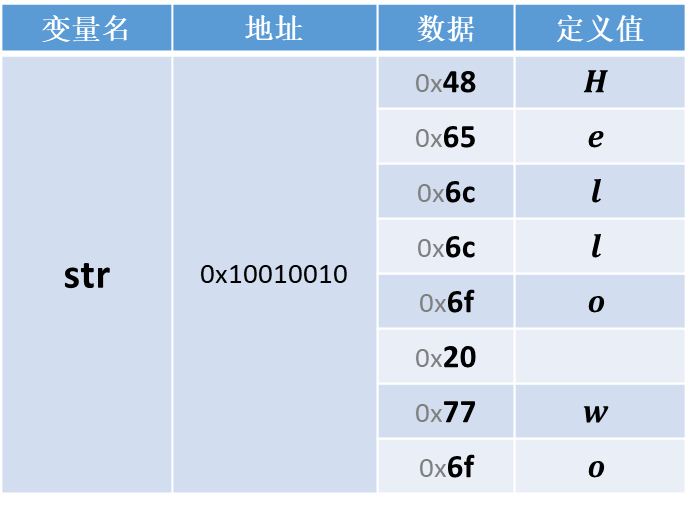 变量名 地址 数据 定义值
0x48 H
0x65 e
0x6c l
0x6c l
str 0x10010010 0x6f o
0x20
0x77 w
0x6f o